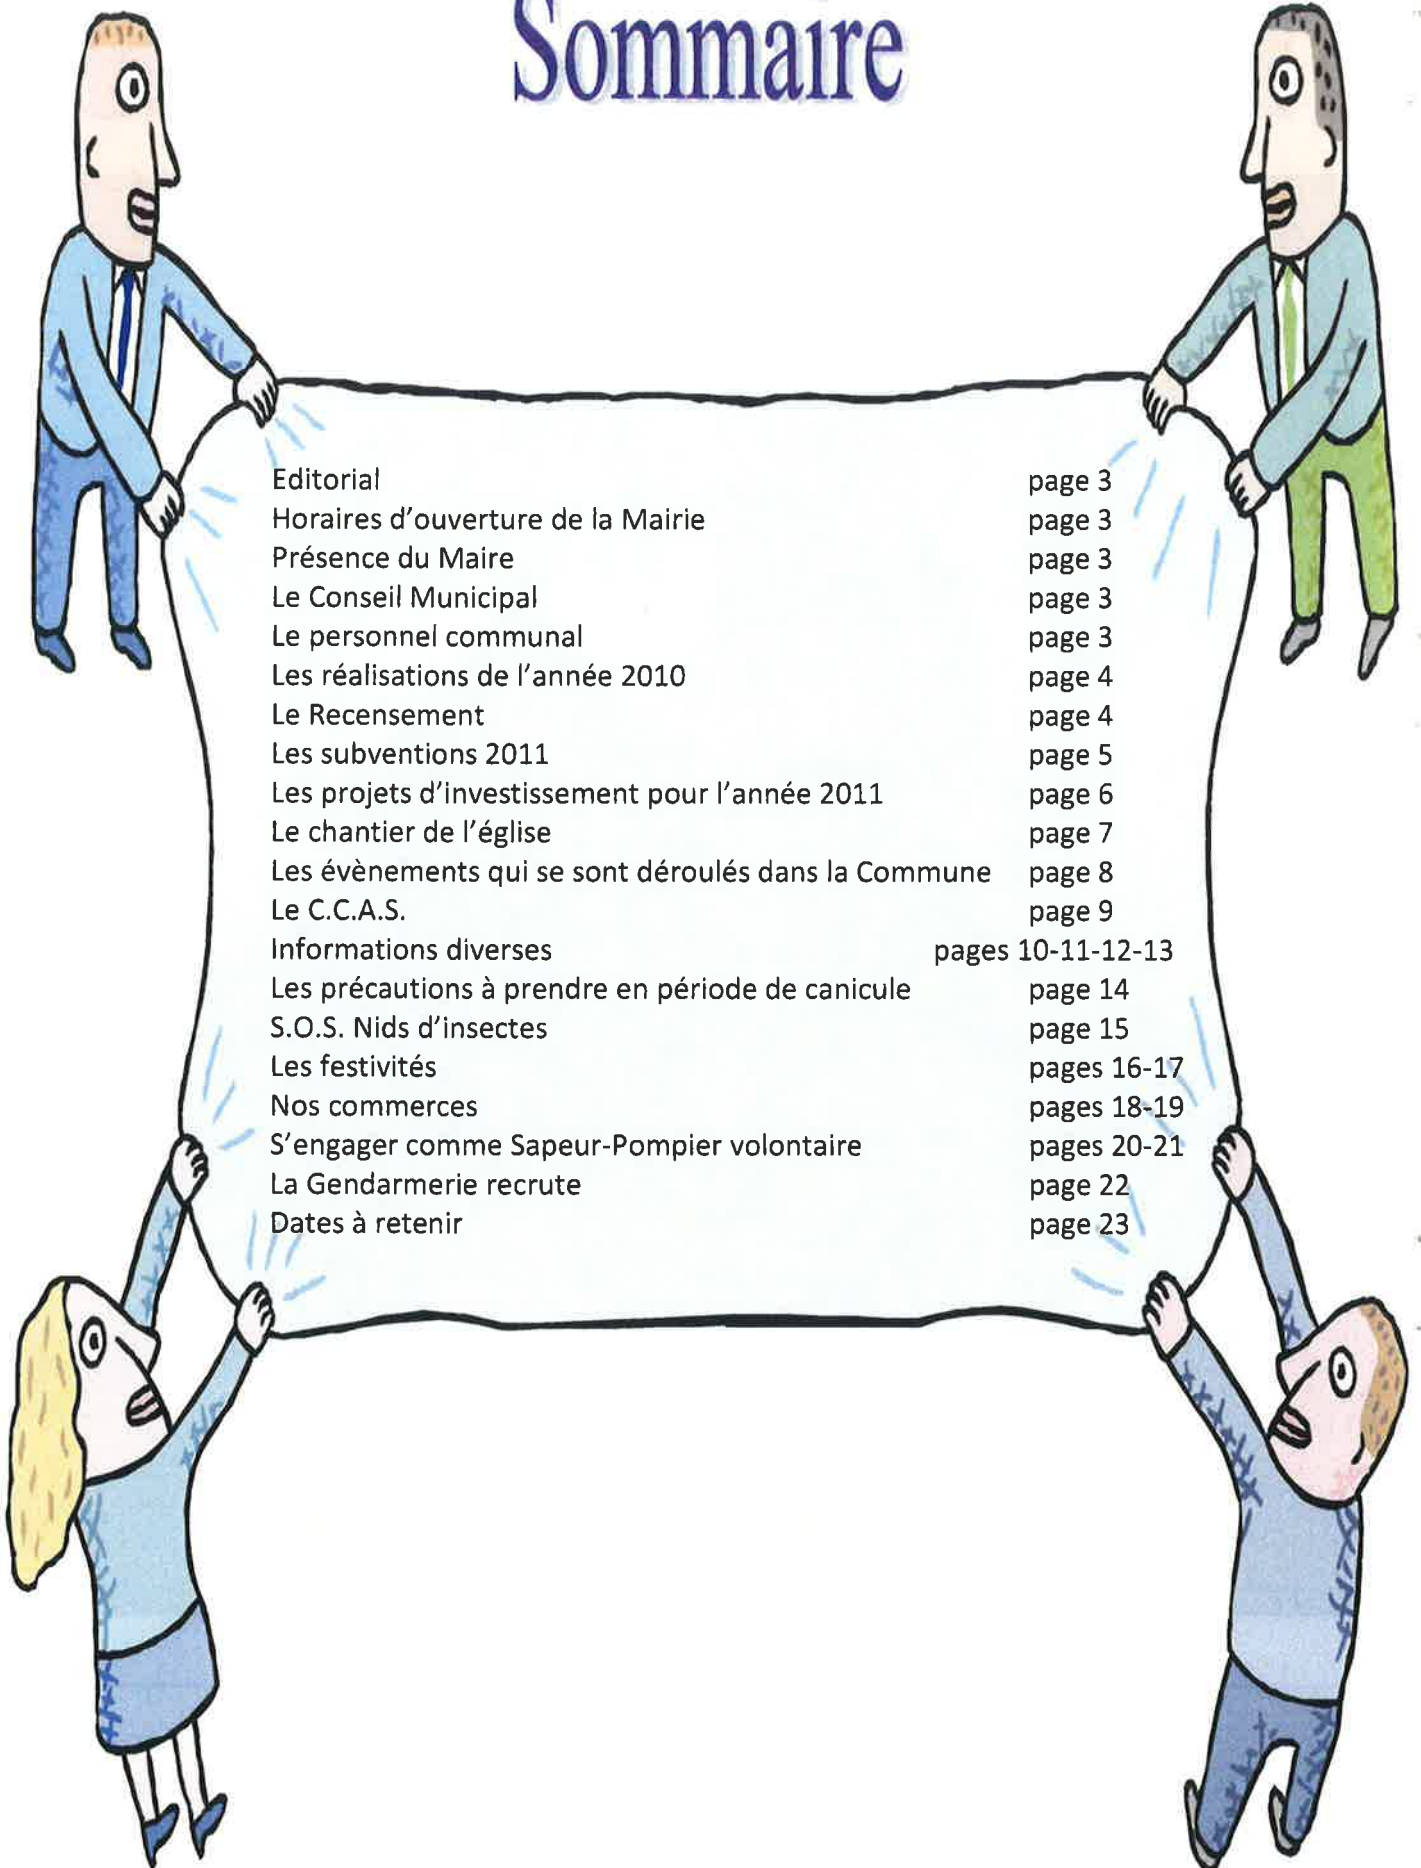 Sommaire
Editorial page 3
Horaires d'ouverture de la Mairie page 3
Présence du Maire page 3
Le Conseil Municipal page 3
Le personnel communal page 3
Les réalisations de l'année 2010 page 4
Le Recensement page 4
Les subventions 2011 page 5
Les projets d'investissement pour l'année 2011 page 6
Le chantier de l'église page 7
Les évènements qui se sont déroulés dans la Commune page 8
Le C.C.A.S. page 9
Informations diverses pages 10-11-12-13
Les précautions à prendre en période de canicule page 14
S.O.S. Nids d'insectes page 15
Les festivités pages 16-17
Nos commerces pages 18-19
S'engager comme Sapeur-Pompier volontaire pages 20-21
La Gendarmerie recrute page 22
Dates à retenir page 23